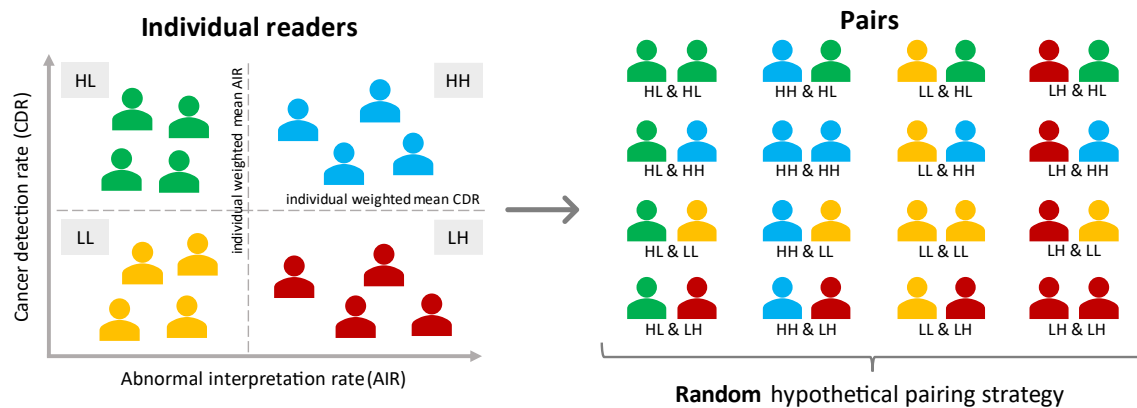 Individual readers
HL
HH
individual weighted mean AIR
individual weighted mean CDR
LL
LH
Cancer detection rate (CDR)
Abnormal interpretation rate (AIR)
Pairs
HL & HL
HH & HL
LL & HL
LH & HL
HL & HH
HH & HH
LL & HH
LH & HH
HL & LL
HH & LL
LL & LL
LH & LL
HL & LH
HH & LH
LL & LH
LH & LH
Random hypothetical pairing strategy